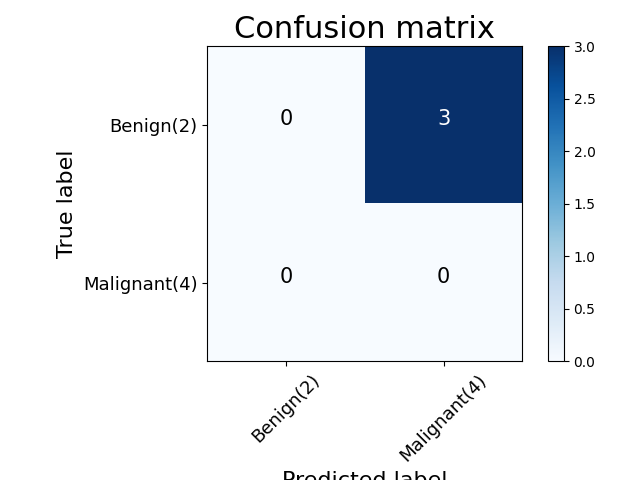 Confusion matrix
3.0
2.5
2.0
1.5
1.0
0.5
0.0
True label
Benign(2)
0
3
Malignant(4)
0
0
Benign(2)
Malignant(4)
Predicted label